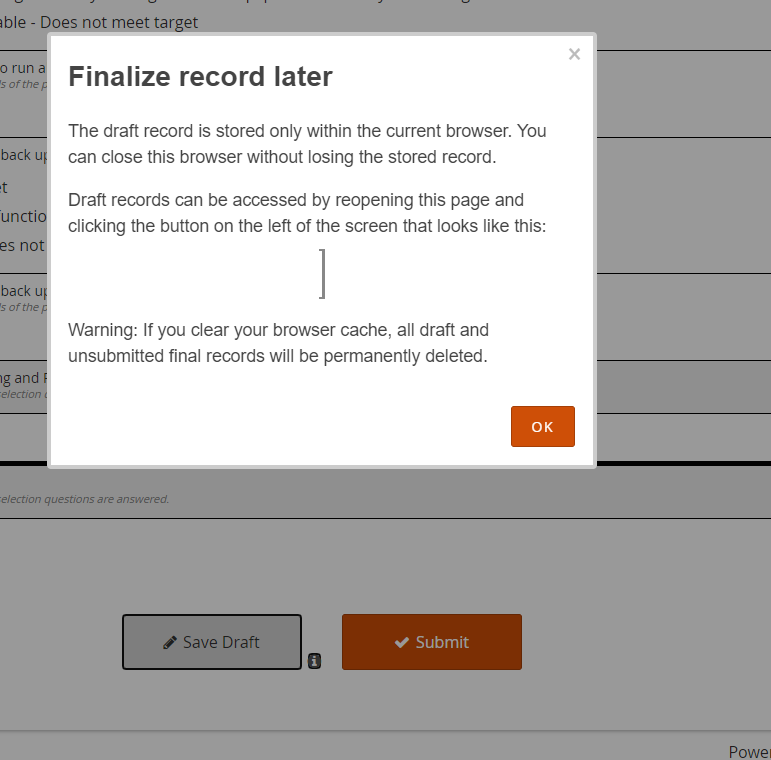 able - Does not meet target
Finalize record later
×
The draft record is stored only within the current browser. You
can close this browser without losing the stored record.
Draft records can be accessed by reopening this page and
clicking the button on the left of the screen that looks like this:
Warning: If you clear your browser cache, all draft and
unsubmitted final records will be permanently deleted.
OK
o run a
s of the p
back up
et
functio
es not
back up
s of the p
ng and
election
election questions are answered.
Save Draft
i
Submit
Power